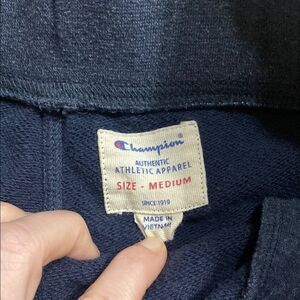 Champion
AUTHENTIC
ATHLETIC APPAREL
SIZE - MEDIUM
SINCE 1919
MADE IN
VIETNAM